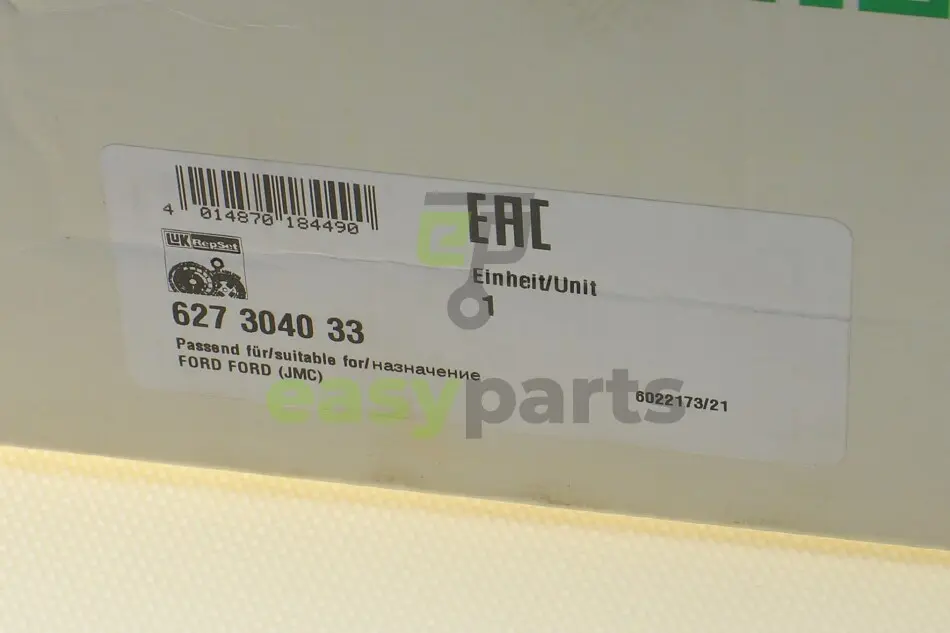 4 014870 184490
EAC
LuK RepSet
Einheit/Unit
1
627 3040 33
Passend für/suitable for/назначение
FORD FORD (JMC)
6022173/21
easyparts